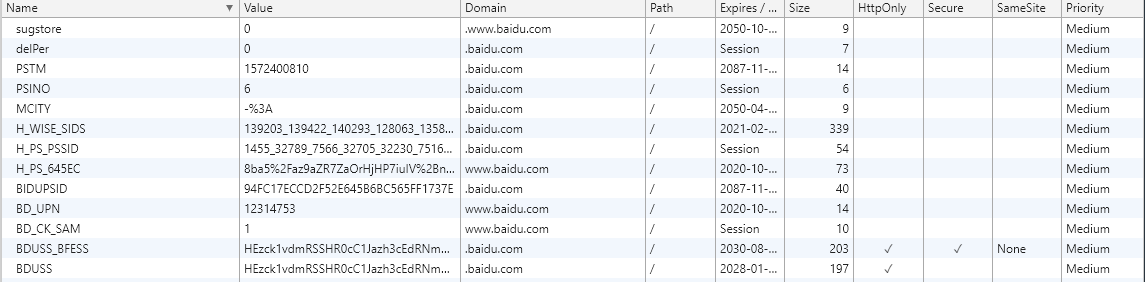 Name Value Domain Path Expires / ... Size HttpOnly Secure SameSite Priority
sugstore 0 .www.baidu.com / 2050-10-... 9 Medium
delPer 0 .baidu.com / Session 7 Medium
PSTM 1572400810 .baidu.com / 2087-11-... 14 Medium
PSINO 6 .baidu.com / Session 6 Medium
MCITY -%3A .baidu.com / 2050-04-... 9 Medium
H_WISE_SIDS 139203_139422_140293_128063_1358... .baidu.com / 2021-02-... 339 Medium
H_PS_PSSID 1455_32789_7566_32705_32230_7516... .baidu.com / Session 54 Medium
H_PS_645EC 8ba5%2Faz9aZR7ZaOrHjHP7iuIV%2Bn... www.baidu.com / 2020-10-... 73 Medium
BIDUPSID 94FC17ECCD2F52E645B6BC565FF1737E .baidu.com / 2087-11-... 40 Medium
BD_UPN 12314753 www.baidu.com / 2020-10-... 14 Medium
BD_CK_SAM 1 www.baidu.com / Session 10 Medium
BDUSS_BFESS HEzck1vdmRSSHR0cC1Jazh3cEdRNm... .baidu.com / 2030-08-... 203 ✓ ✓ None Medium
BDUSS HEzck1vdmRSSHR0cC1Jazh3cEdRNm... .baidu.com / 2028-01-... 197 ✓ Medium